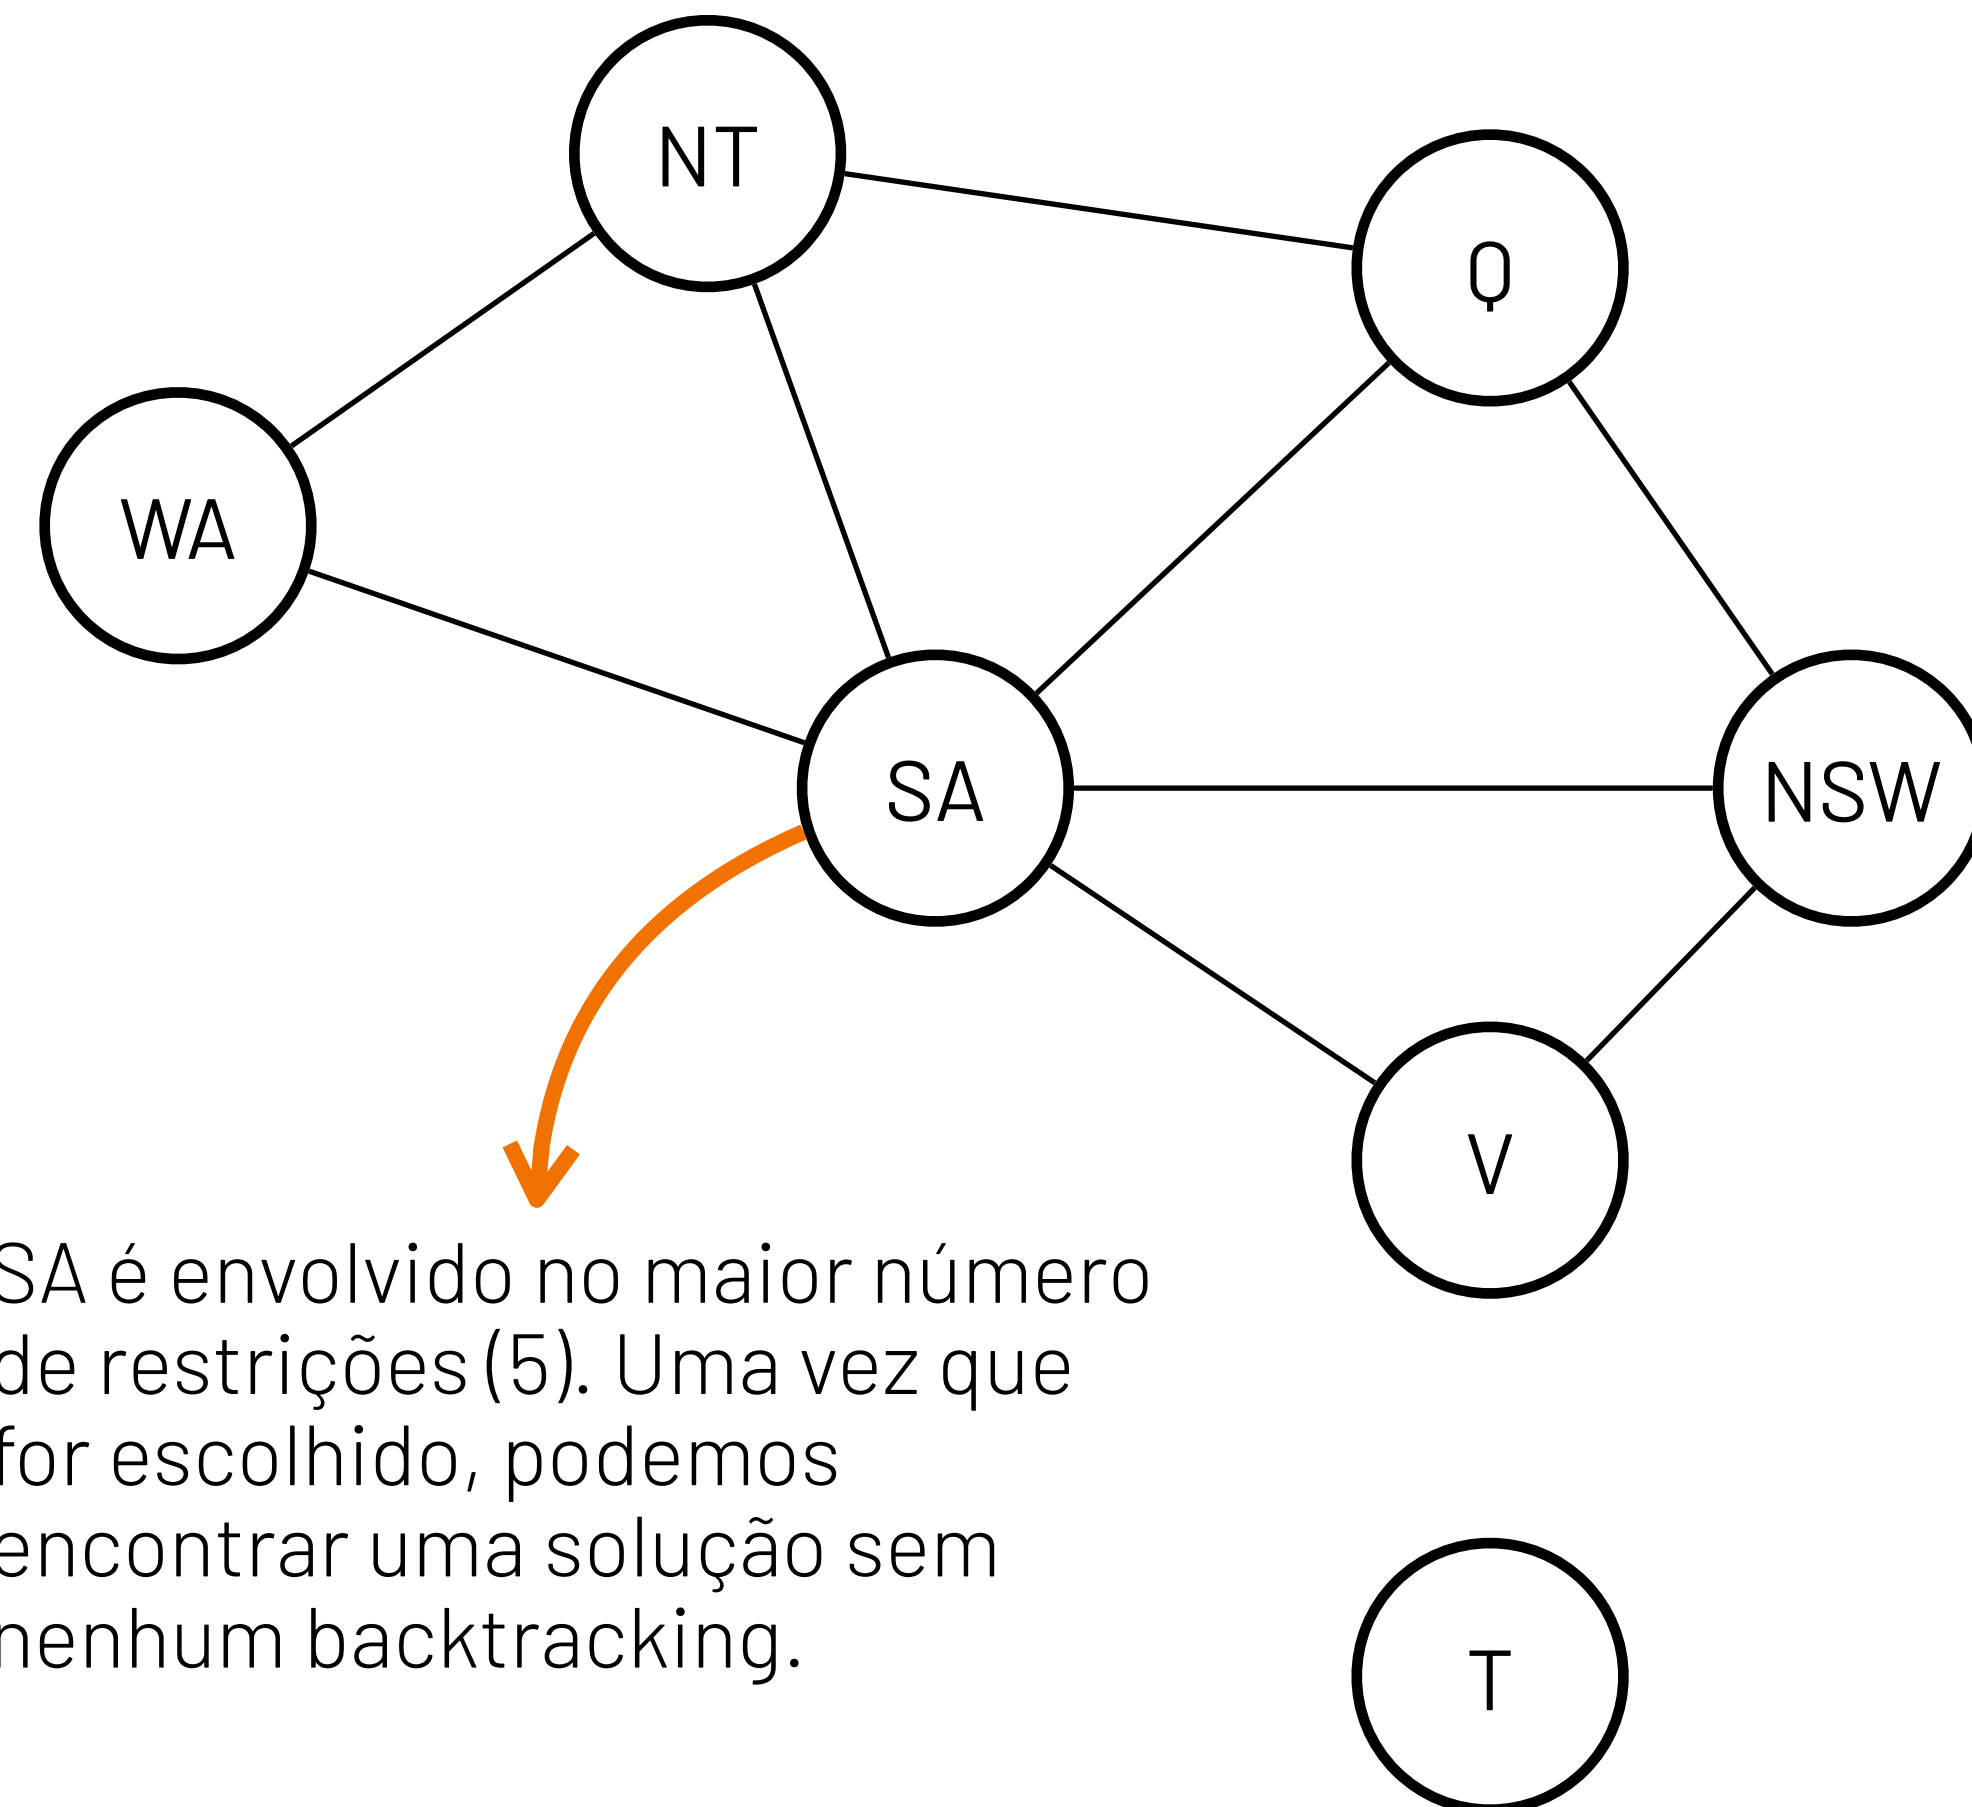 NT
Q
WA
SA
NSW
V
SA é envolvido no maior número
de restrições (5). Uma vez que
for escolhido, podemos
encontrar uma solução sem
nenhum backtracking.
T